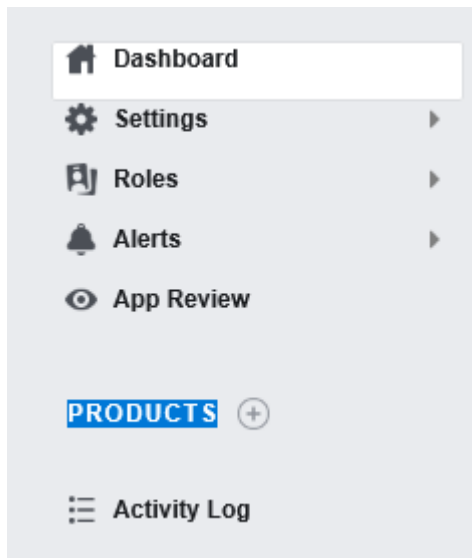 Dashboard
Settings
Roles
Alerts
App Review
PRODUCTS
Activity Log